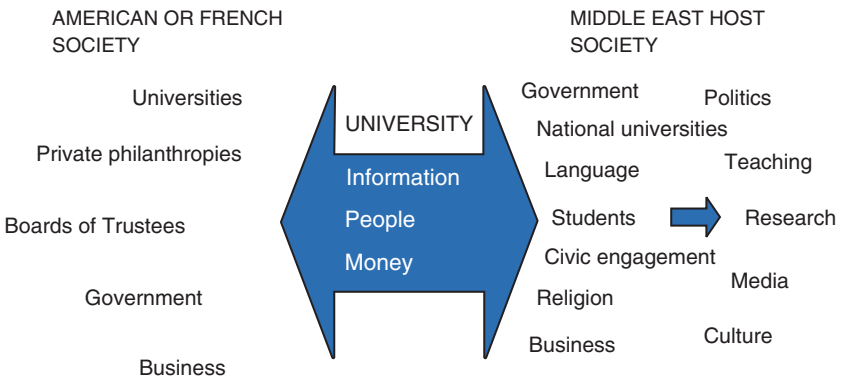 AMERICAN OR FRENCH
SOCIETY
Universities
Private philanthropies
Boards of Trustees
Government
Business
UNIVERSITY
Information
People
Money
MIDDLE EAST HOST
SOCIETY
Government
National universities
Language
Students
Civic engagement
Religion
Business
Politics
Teaching
Research
Media
Culture